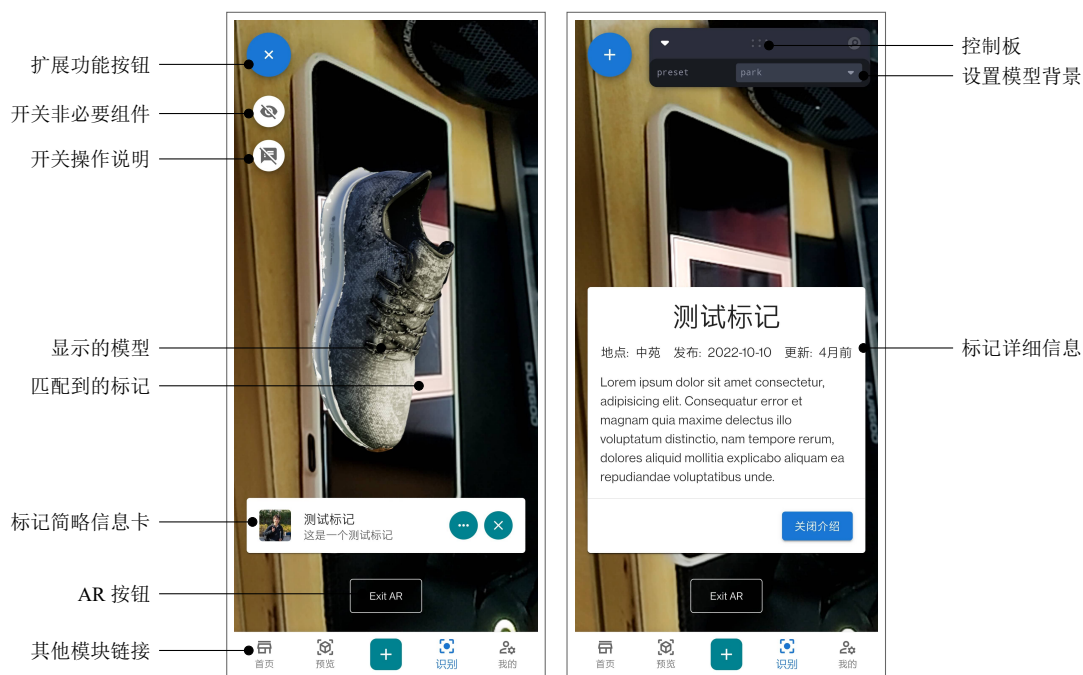 扩展功能按钮
开关非必要组件
开关操作说明
显示的模型
匹配到的标记
标记简略信息卡
AR 按钮
其他模块链接
测试标记
这是一个测试标记
Exit AR
首页
预览
识别
我的
preset
park
测试标记
地点: 中苑 发布: 2022-10-10 更新: 4月前
Lorem ipsum dolor sit amet consectetur,
adipisicing elit. Consequatur error et
magnam quia maxime delectus illo
voluptatum distinctio, nam tempore rerum,
dolores aliquid mollitia explicabo aliquam ea
repudiandae voluptatibus unde.
关闭介绍
Exit AR
首页
预览
识别
我的
控制板
设置模型背景
标记详细信息